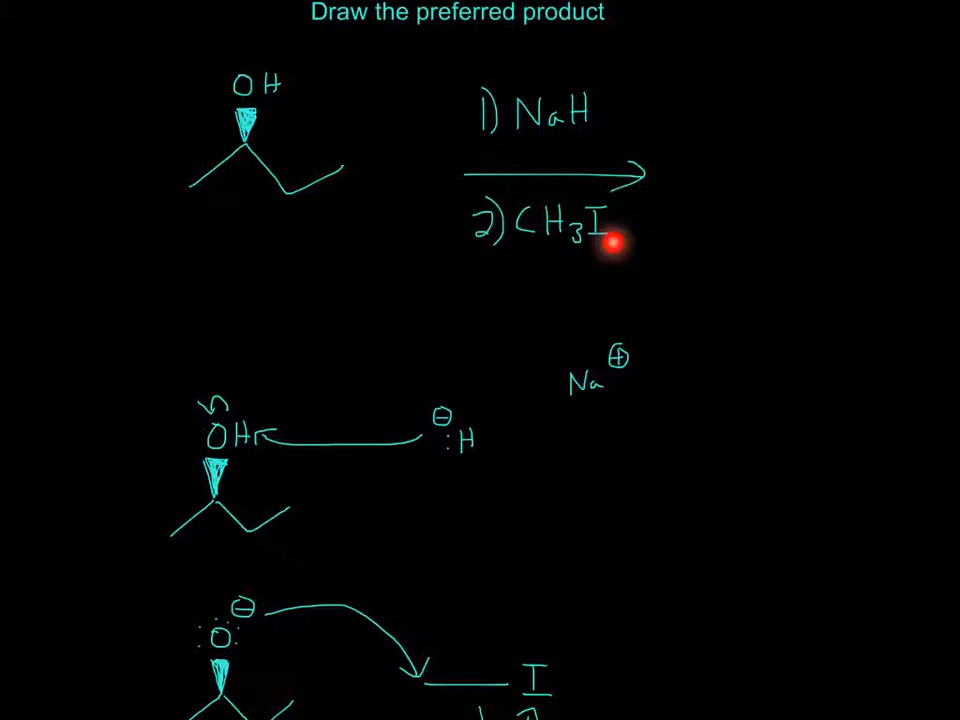 Draw the preferred product
OH
1) NaH
2) CH3I
Na ⊕
⊖
OH :H
⊖
:O:
I